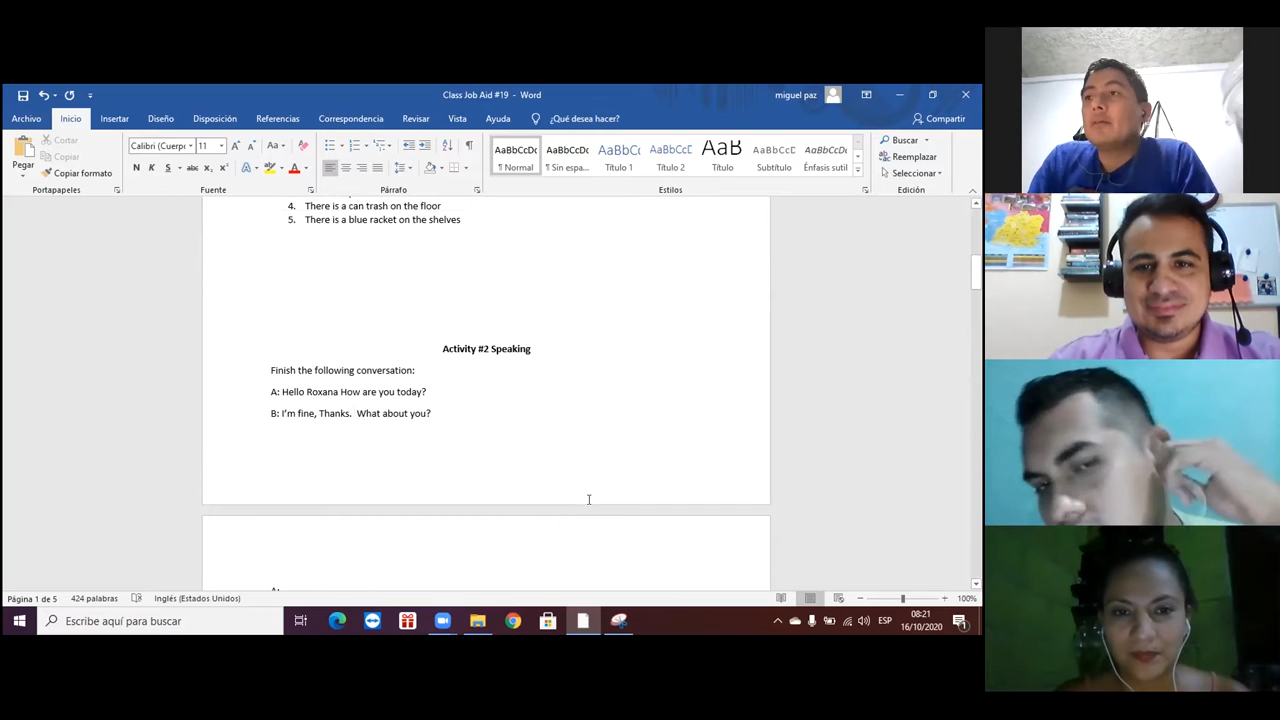 Class Job Aid #19 - Word
miguel paz
Archivo Inicio Insertar Diseño Disposición Referencias Correspondencia Revisar Vista Ayuda ¿Qué desea hacer? Compartir
Pegar
Cortar
Copiar
Copiar formato
Portapapeles
Calibri (Cuerp 11
N K S
Fuente
Párrafo
AaBbCcDc AaBbCcDc AaBbCc AaBbCcD AaB AaBbCcD AaBbCcDc
Normal Sin espa... Título 1 Título 2 Título Subtítulo Énfasis sutil
Estilos
Buscar
Reemplazar
Seleccionar
Edición
4. There is a can trash on the floor
5. There is a blue racket on the shelves
Activity #2 Speaking
Finish the following conversation:
A: Hello Roxana How are you today?
B: I'm fine, Thanks. What about you?
Página 1 de 5 424 palabras Inglés (Estados Unidos) 100%
Escribe aquí para buscar
ESP
08:21
16/10/2020